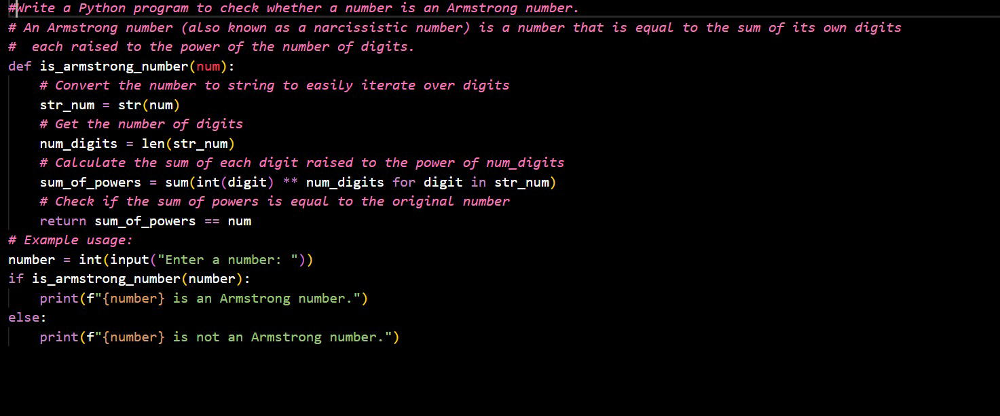 #Write a Python program to check whether a number is an Armstrong number.
# An Armstrong number (also known as a narcissistic number) is a number that is equal to the sum of its own digits
#  each raised to the power of the number of digits.
def is_armstrong_number(num):
    # Convert the number to string to easily iterate over digits
    str_num = str(num)
    # Get the number of digits
    num_digits = len(str_num)
    # Calculate the sum of each digit raised to the power of num_digits
    sum_of_powers = sum(int(digit) ** num_digits for digit in str_num)
    # Check if the sum of powers is equal to the original number
    return sum_of_powers == num
# Example usage:
number = int(input("Enter a number: "))
if is_armstrong_number(number):
    print(f"{number} is an Armstrong number.")
else:
    print(f"{number} is not an Armstrong number.")